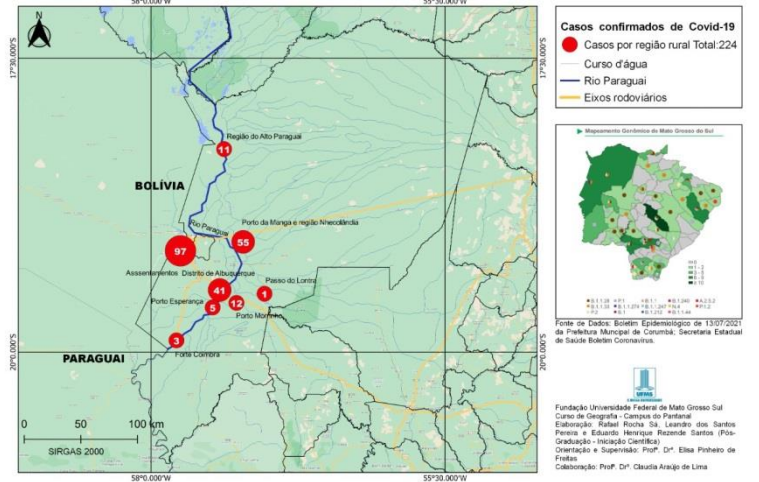 58°0.000'W
55°30.000'W
N
17°30.000'S
17°30.000'S
Região do Alto Paraguai
11
BOLÍVIA
Rio Paraguai
Porto da Manga e região Nhecolândia
55
97
Asssentamentos
Distrito de Albuquerque
41
Passo do Lontra
1
Porto Esperança
5
12
Porto Morrinho
3
PARAGUAI
Forte Coimbra
20°0.000'S
20°0.000'S
0 50 100 km
SIRGAS 2000
58°0.000'W
55°30.000'W
Casos confirmados de Covid-19
Casos por região rural Total:224
Curso d'água
Rio Paraguai
Eixos rodoviários
Mapeamento Genômico de Mato Grosso do Sul
Fonte de Dados: Boletim Epidemiológico de 13/07/2021
da Prefeitura Muncipal de Corumbá; Secretaria Estadual
de Saúde Boletim Coronavírus.
UFMS
Fundação Universidade Federal de Mato Grosso Sul
Curso de Geografia - Campus do Pantanal
Elaboração: Rafael Rocha Sá, Leandro dos Santos
Pereira e Eduardo Henrique Rezende Santos (Pós-
Graduação - Iniciação Científica)
Orientação e Supervisão: Profª. Drª. Elisa Pinheiro de
Freitas
Colaboração: Profª. Drª. Claudia Araújo de Lima